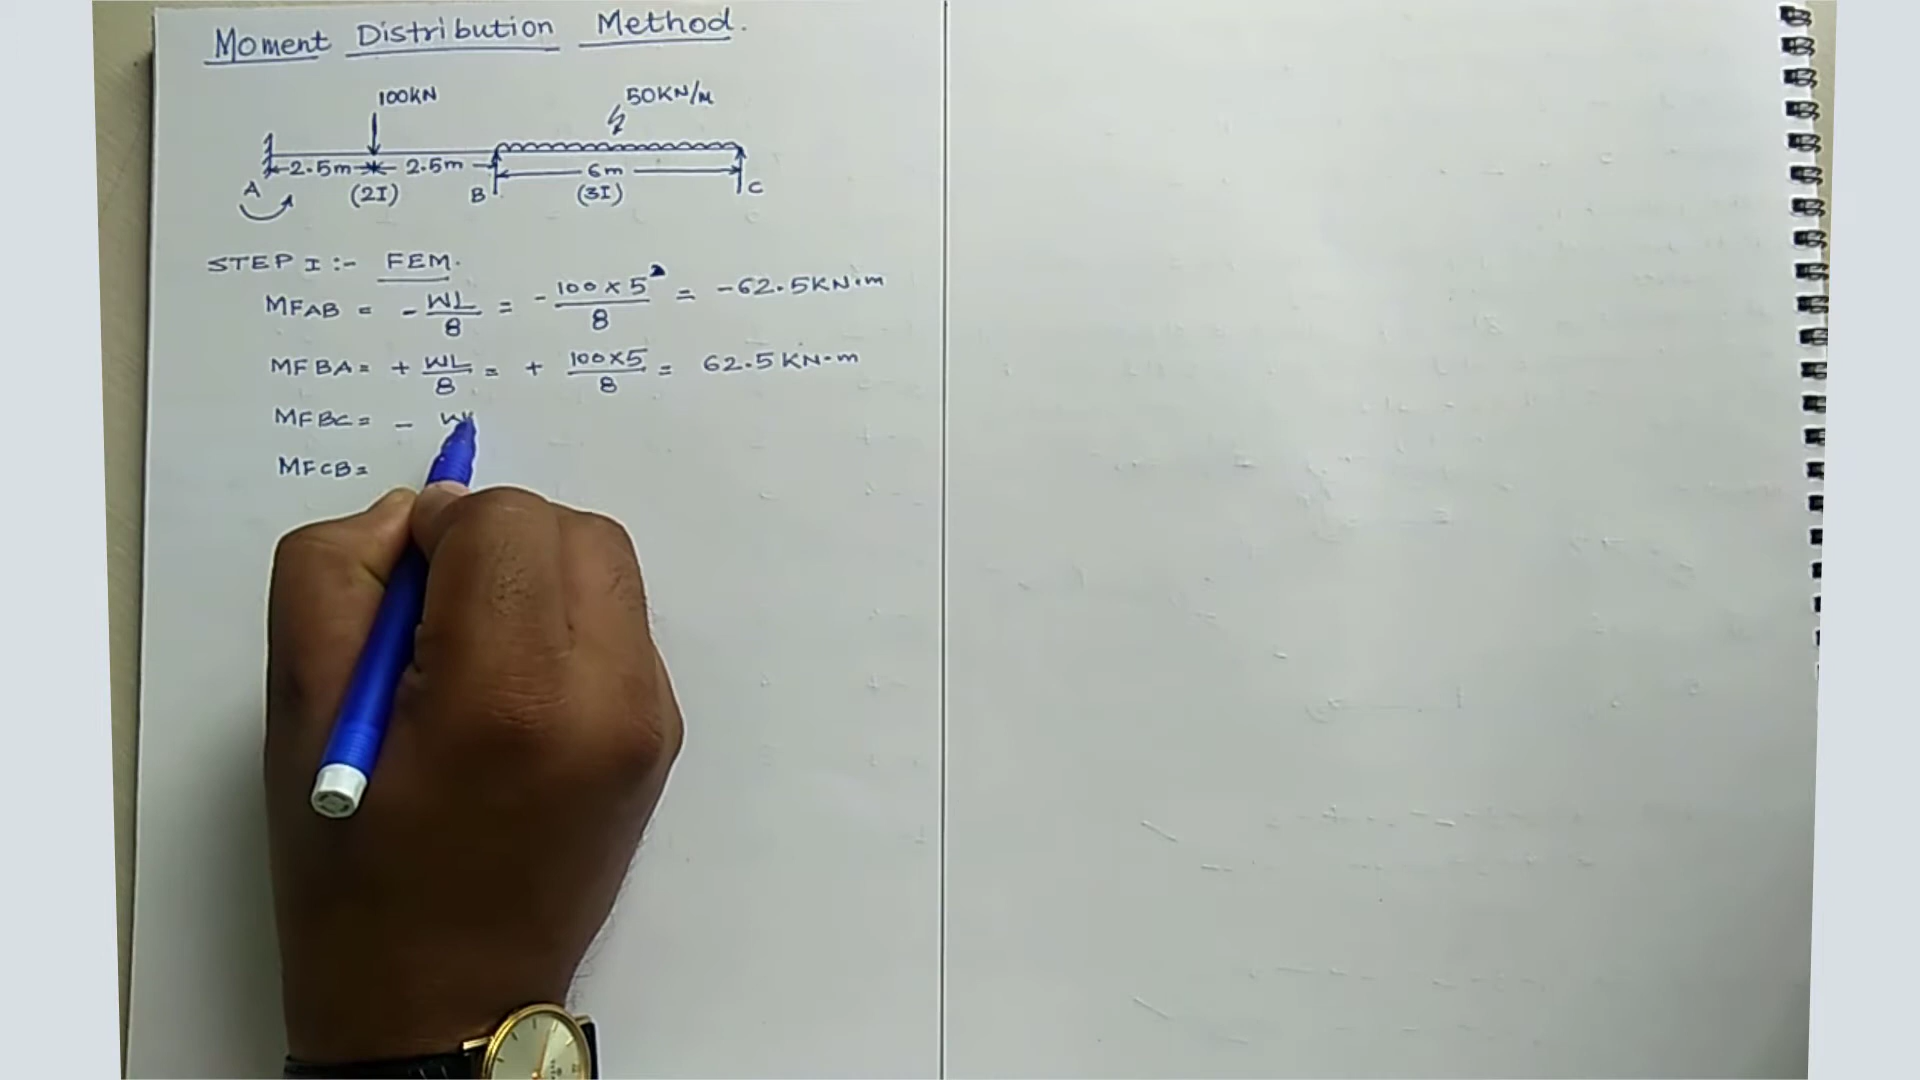 Moment Distribution Method.
100KN 50KN/M
2.5m 2.5m 6m
A (2I) B (3I) C
STEP I :- FEM.
MFAB = - WL/8 = - 100 x 5/8 = -62.5KN.m
MFBA = + WL/8 = + 100x5/8 = 62.5 KN-m
MFBC = - w
MFCB =